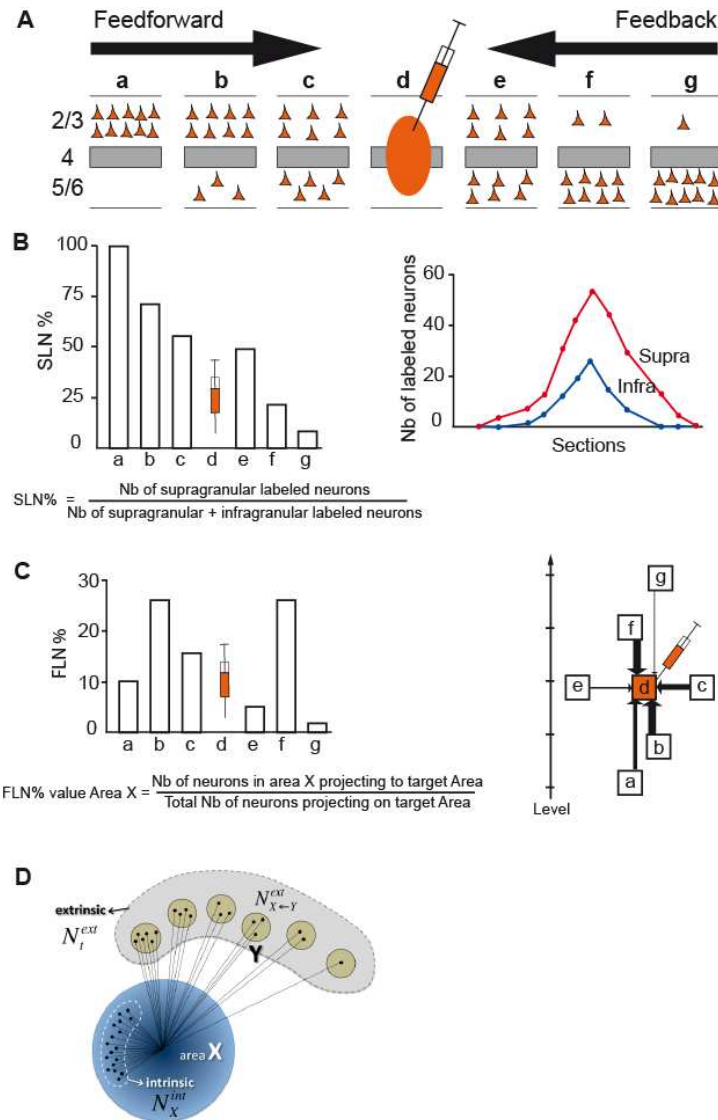 A
Feedforward Feedback
a b c d e f g
2/3
4
5/6
B
SLN %
100
75
50
25
0
a b c d e f g
Nb of labeled neurons
60
40
20
0
Supra
Infra
Sections
SLN% = Nb of supragranular labeled neurons
Nb of supragranular + infragranular labeled neurons
C
FLN %
30
20
10
0
a b c d e f g
g
f
e d c
b
a
Level
FLN% value Area X = Nb of neurons in area X projecting to target Area
Total Nb of neurons projecting on target Area
D
extrinsic
N_t^ext
N_X←Y^ext
Y
area X
intrinsic
N_X^int